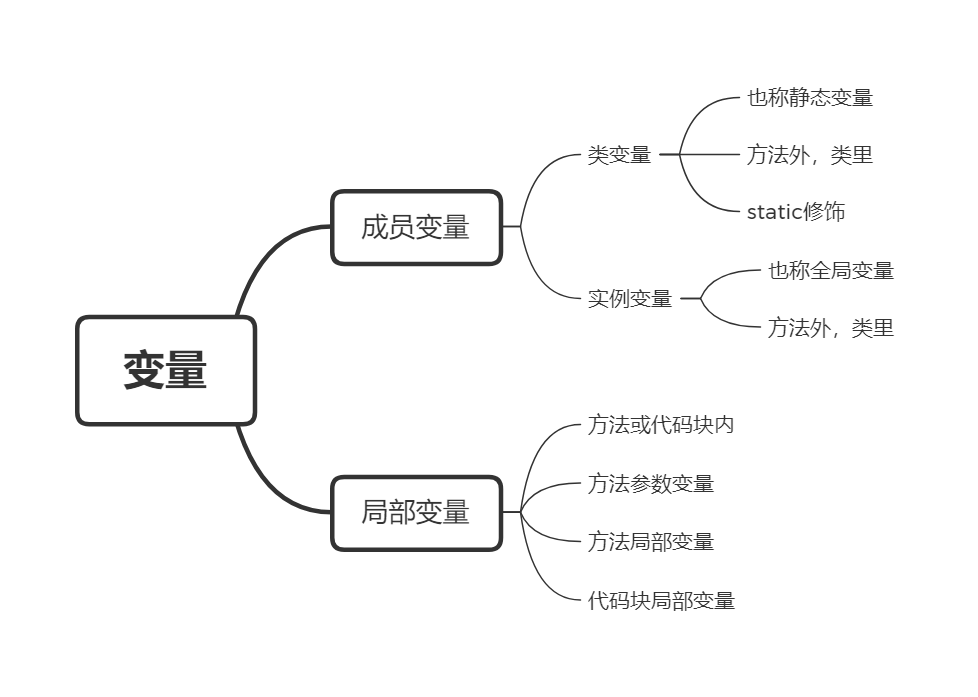 变量
成员变量
类变量
也称静态变量
方法外，类里
static修饰
实例变量
也称全局变量
方法外，类里
局部变量
方法或代码块内
方法参数变量
方法局部变量
代码块局部变量